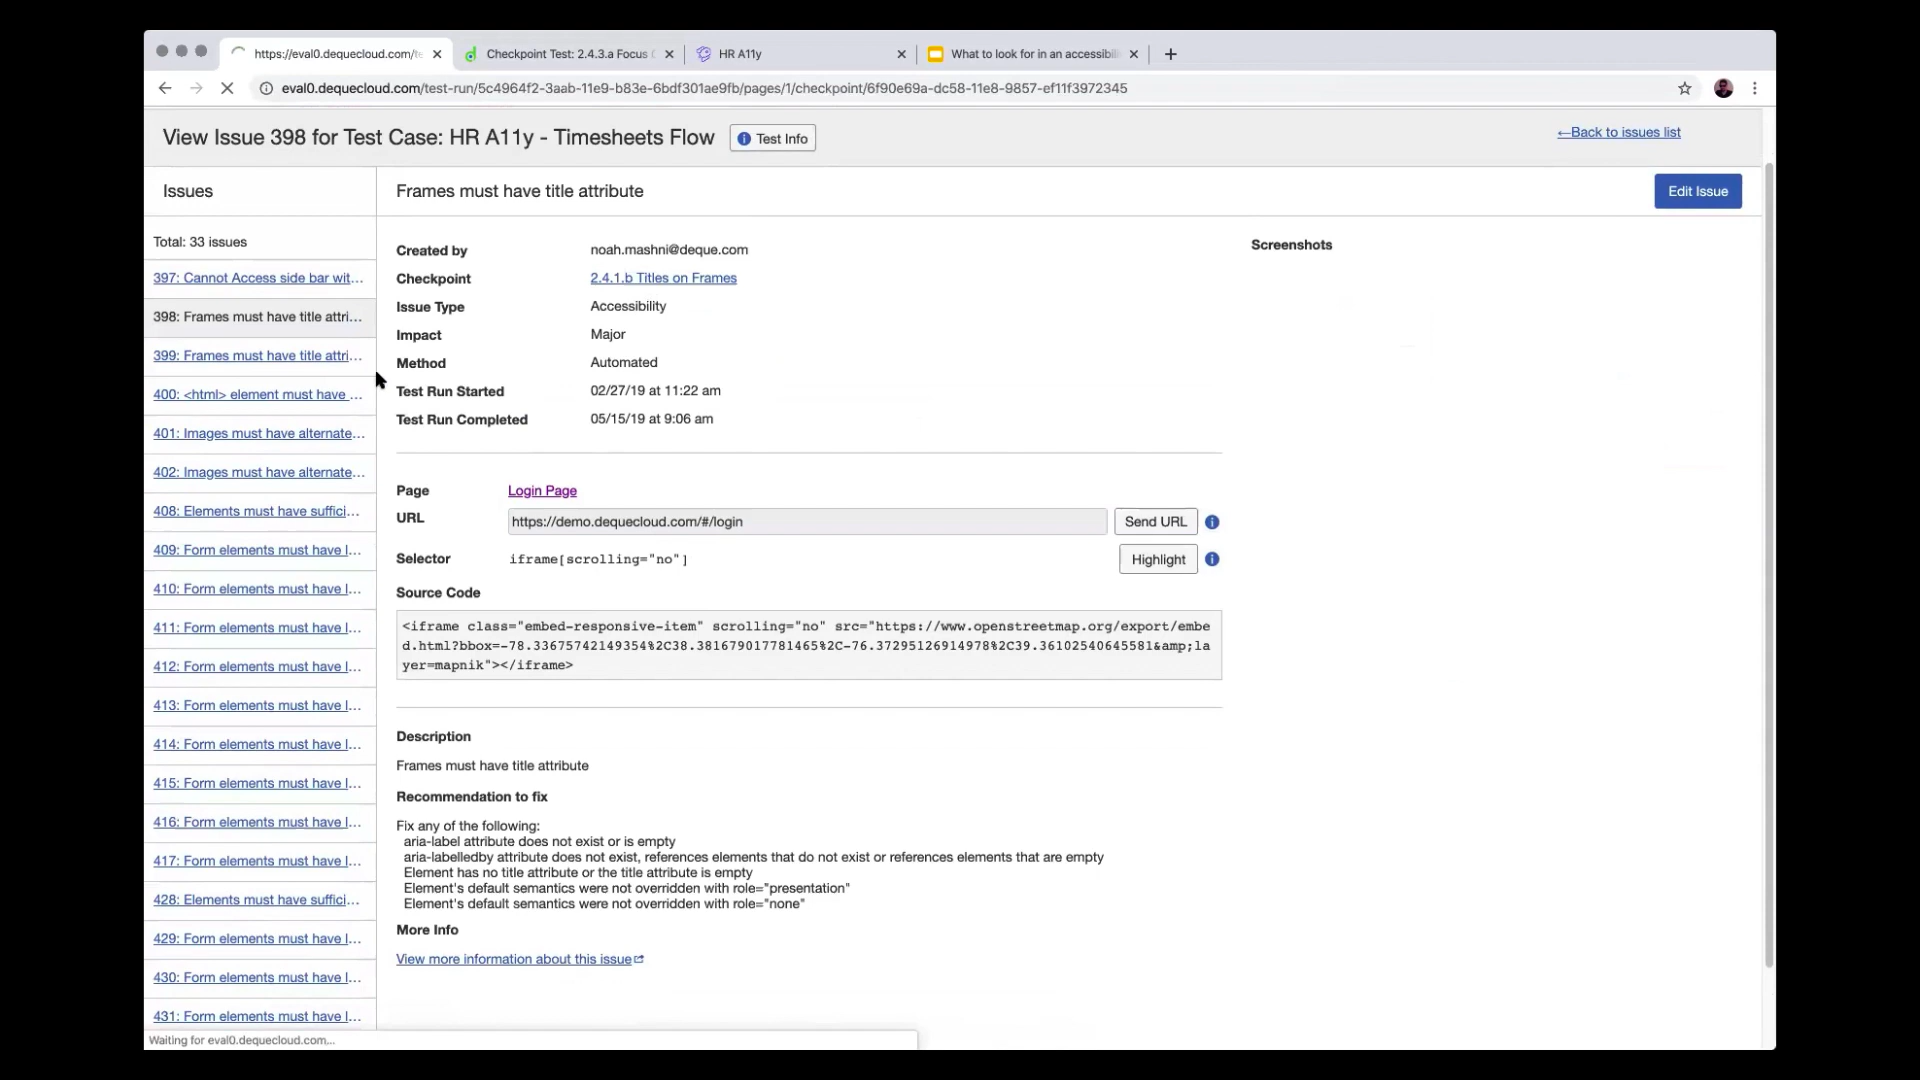 https://eval0.dequecloud.com/te
Checkpoint Test: 2.4.3.a Focus
HR A11y
What to look for in an accessibili
eval0.dequecloud.com/test-run/5c4964f2-3aab-11e9-b83e-6bdf301ae9fb/pages/1/checkpoint/6f90e69a-dc58-11e8-9857-ef11f3972345
View Issue 398 for Test Case: HR A11y - Timesheets Flow
Test Info
←Back to issues list
Issues
Frames must have title attribute
Edit Issue
Total: 33 issues
397: Cannot Access side bar wit...
398: Frames must have title attri...
399: Frames must have title attri...
400: <html> element must have ...
401: Images must have alternate...
402: Images must have alternate...
408: Elements must have suffici...
409: Form elements must have l...
410: Form elements must have l...
411: Form elements must have l...
412: Form elements must have l...
413: Form elements must have l...
414: Form elements must have l...
415: Form elements must have l...
416: Form elements must have l...
417: Form elements must have l...
428: Elements must have suffici...
429: Form elements must have l...
430: Form elements must have l...
431: Form elements must have l...
Created by noah.mashni@deque.com
Checkpoint 2.4.1.b Titles on Frames
Issue Type Accessibility
Impact Major
Method Automated
Test Run Started 02/27/19 at 11:22 am
Test Run Completed 05/15/19 at 9:06 am
Screenshots
Page Login Page
URL https://demo.dequecloud.com/#/login Send URL
Selector iframe[scrolling="no"] Highlight
Source Code
<iframe class="embed-responsive-item" scrolling="no" src="https://www.openstreetmap.org/export/embe
d.html?bbox=-78.33675742149354%2C38.381679017781465%2C-76.37295126914978%2C39.36102540645581&amp;la
yer=mapnik"></iframe>
Description
Frames must have title attribute
Recommendation to fix
Fix any of the following:
aria-label attribute does not exist or is empty
aria-labelledby attribute does not exist, references elements that do not exist or references elements that are empty
Element has no title attribute or the title attribute is empty
Element's default semantics were not overridden with role="presentation"
Element's default semantics were not overridden with role="none"
More Info
View more information about this issue
Waiting for eval0.dequecloud.com...